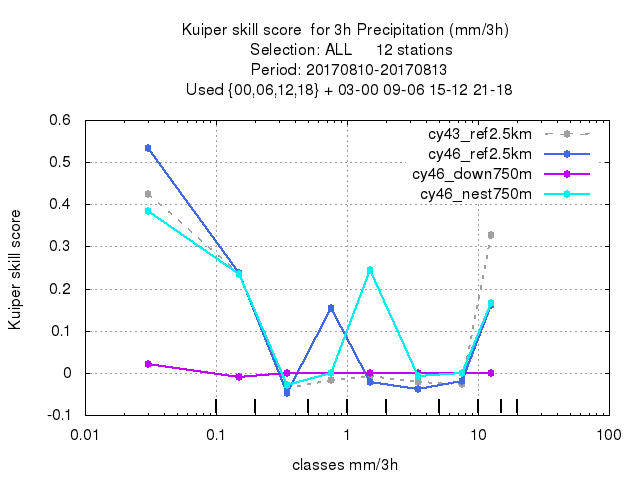 Kuiper skill score  for 3h Precipitation (mm/3h)
Selection: ALL     12 stations
Period: 20170810-20170813
Used {00,06,12,18} + 03-00 09-06 15-12 21-18
cy43_ref2.5km
cy46_ref2.5km
cy46_down750m
cy46_nest750m
Kuiper skill score
0.6
0.5
0.4
0.3
0.2
0.1
0
-0.1
0.01 0.1 1 10 100
classes mm/3h